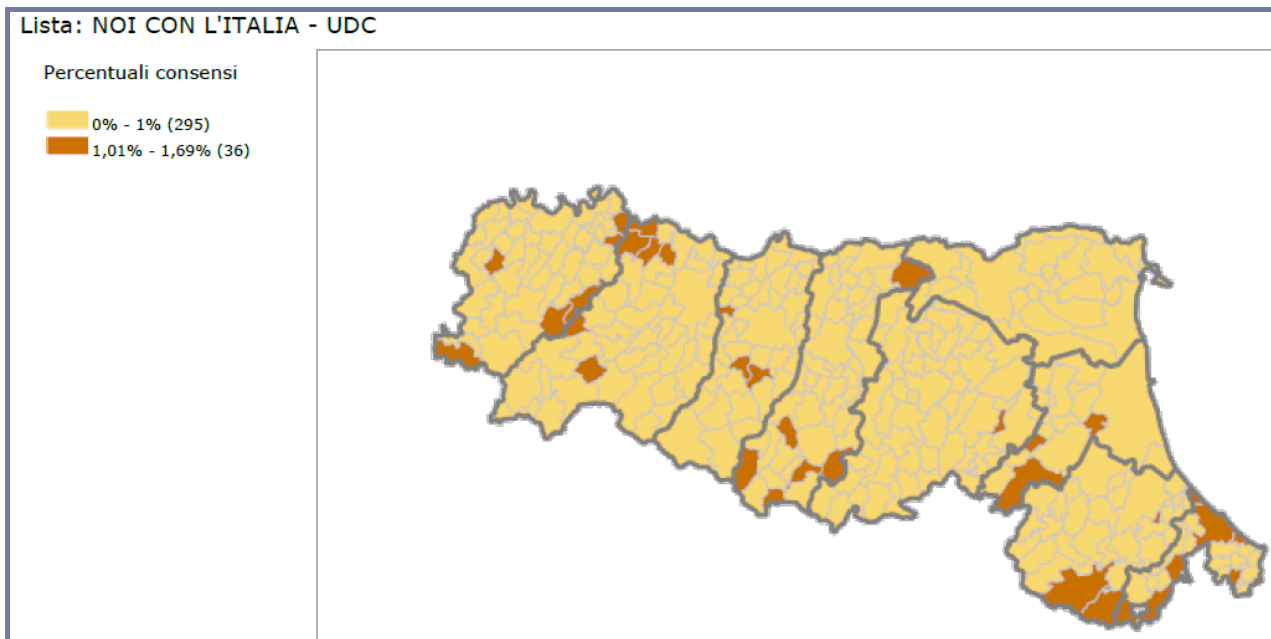 Lista: NOI CON L'ITALIA - UDC
Percentuali consensi
0% - 1% (295)
1,01% - 1,69% (36)